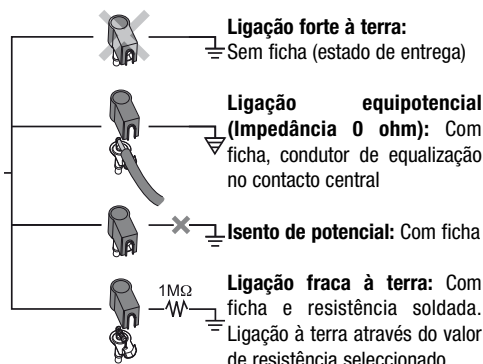 Ligação forte à terra:
Sem ficha (estado de entrega)
Ligação equipotencial
(Impedância 0 ohm): Com
ficha, condutor de equalização
no contacto central
Isento de potencial: Com ficha
1MΩ
Ligação fraca à terra: Com
ficha e resistência soldada.
Ligação à terra através do valor
de resistência seleccionado